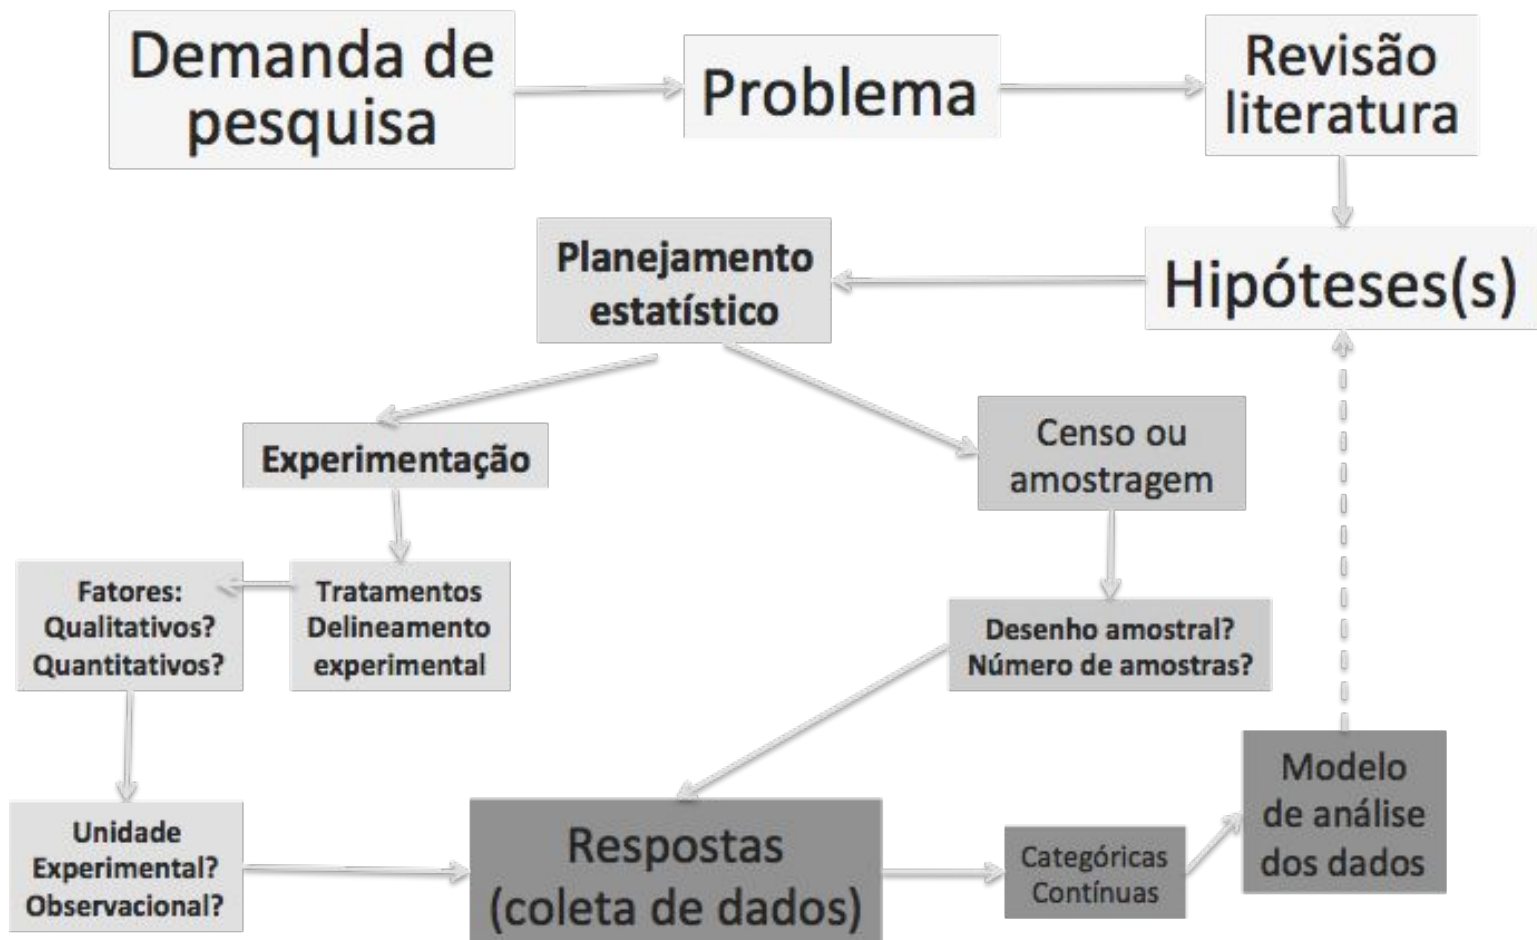 Demanda de
pesquisa
Problema
Revisão
literatura
Hipóteses(s)
Planejamento
estatístico
Experimentação
Censo ou
amostragem
Tratamentos
Delineamento
experimental
Fatores:
Qualitativos?
Quantitativos?
Desenho amostral?
Número de amostras?
Unidade
Experimental?
Observacional?
Respostas
(coleta de dados)
Categóricas
Contínuas
Modelo
de análise
dos dados